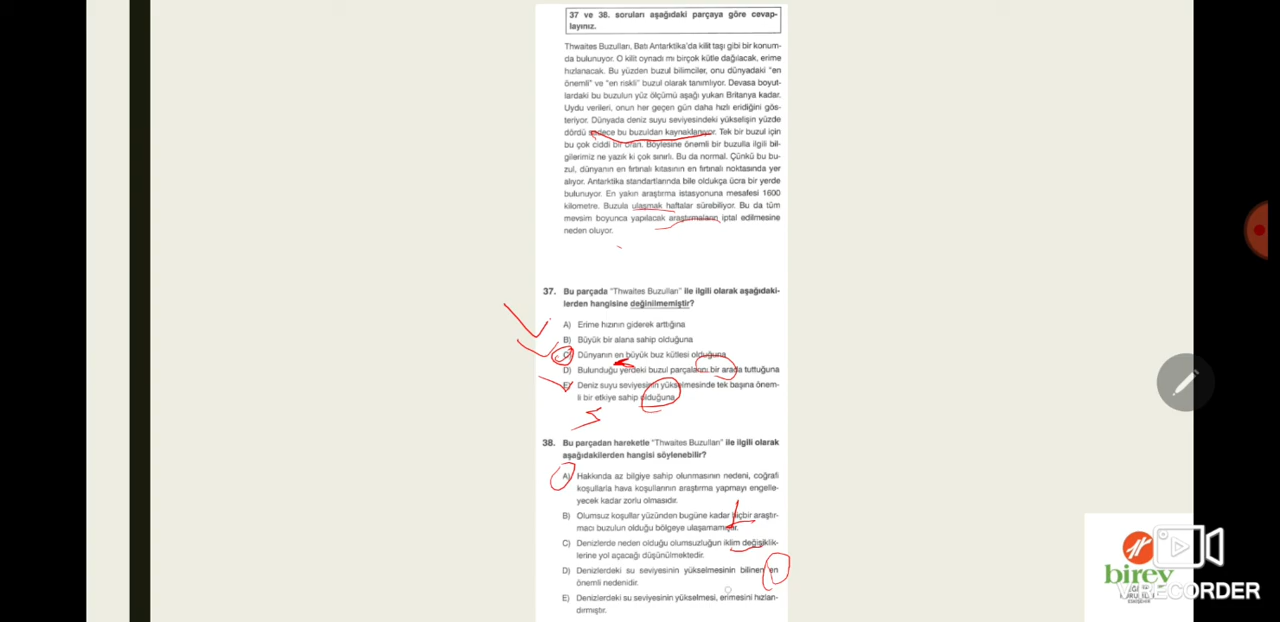 37 ve 38. soruları aşağıdaki parçaya göre cevap-
layınız.
Thwaites Buzulları, Batı Antarktika'da kilit taşı gibi bir konum-
da bulunuyor. O kilit oynadı mı birçok kütle dağılacak, erime
hızlanacak. Bu yüzden buzul bilimciler, onu dünyadaki "en
önemli" ve "en riskli" buzul olarak tanımlıyor. Devasa boyut-
lardaki bu buzulun yüz ölçümü aşağı yukarı Britanya kadar.
Uydu verileri, onun her geçen gün daha hızlı eridiğini gös-
teriyor. Dünyada deniz suyu seviyesindeki yükselişin yüzde
dördü sadece bu buzuldan kaynaklanıyor. Tek bir buzul için
bu çok ciddi bir oran. Böylesine önemli bir buzulla ilgili bil-
gilerimiz ne yazık ki çok sınırlı. Bu da normal. Çünkü bu bu-
zul, dünyanın en fırtınalı kıtasının en fırtınalı noktasında yer
alıyor. Antarktika standartlarında bile oldukça ücra bir yerde
bulunuyor. En yakın araştırma istasyonuna mesafesi 1600
kilometre. Buzula ulaşmak haftalar sürebiliyor. Bu da tüm
mevsim boyunca yapılacak araştırmaların iptal edilmesine
neden oluyor.
37. Bu parçada "Thwaites Buzulları" ile ilgili olarak aşağıdaki-
lerden hangisine değinilmemiştir?
A) Erime hızının giderek arttığına
B) Büyük bir alana sahip olduğuna
C) Dünyanın en büyük buz kütlesi olduğuna
D) Bulunduğu yerdeki buzul parçalarını bir arada tuttuğuna
E) Deniz suyu seviyesinin yükselmesinde tek başına önem-
li bir etkiye sahip olduğuna
38. Bu parçadan hareketle "Thwaites Buzulları" ile ilgili olarak
aşağıdakilerden hangisi söylenebilir?
A) Hakkında az bilgiye sahip olunmasının nedeni, coğrafi
koşullarla hava koşullarının araştırma yapmayı engelle-
yecek kadar zorlu olmasıdır.
B) Olumsuz koşullar yüzünden bugüne kadar hiçbir araştır-
macı buzulun olduğu bölgeye ulaşamamıştır.
C) Denizlerde neden olduğu olumsuzluğun iklim değişiklik-
lerine yol açacağı düşünülmektedir.
D) Denizlerdeki su seviyesinin yükselmesinin bilinen en
önemli nedenidir.
E) Denizlerdeki su seviyesinin yükselmesi, erimesini hızlan-
dırmıştır.
birey
RECORDER